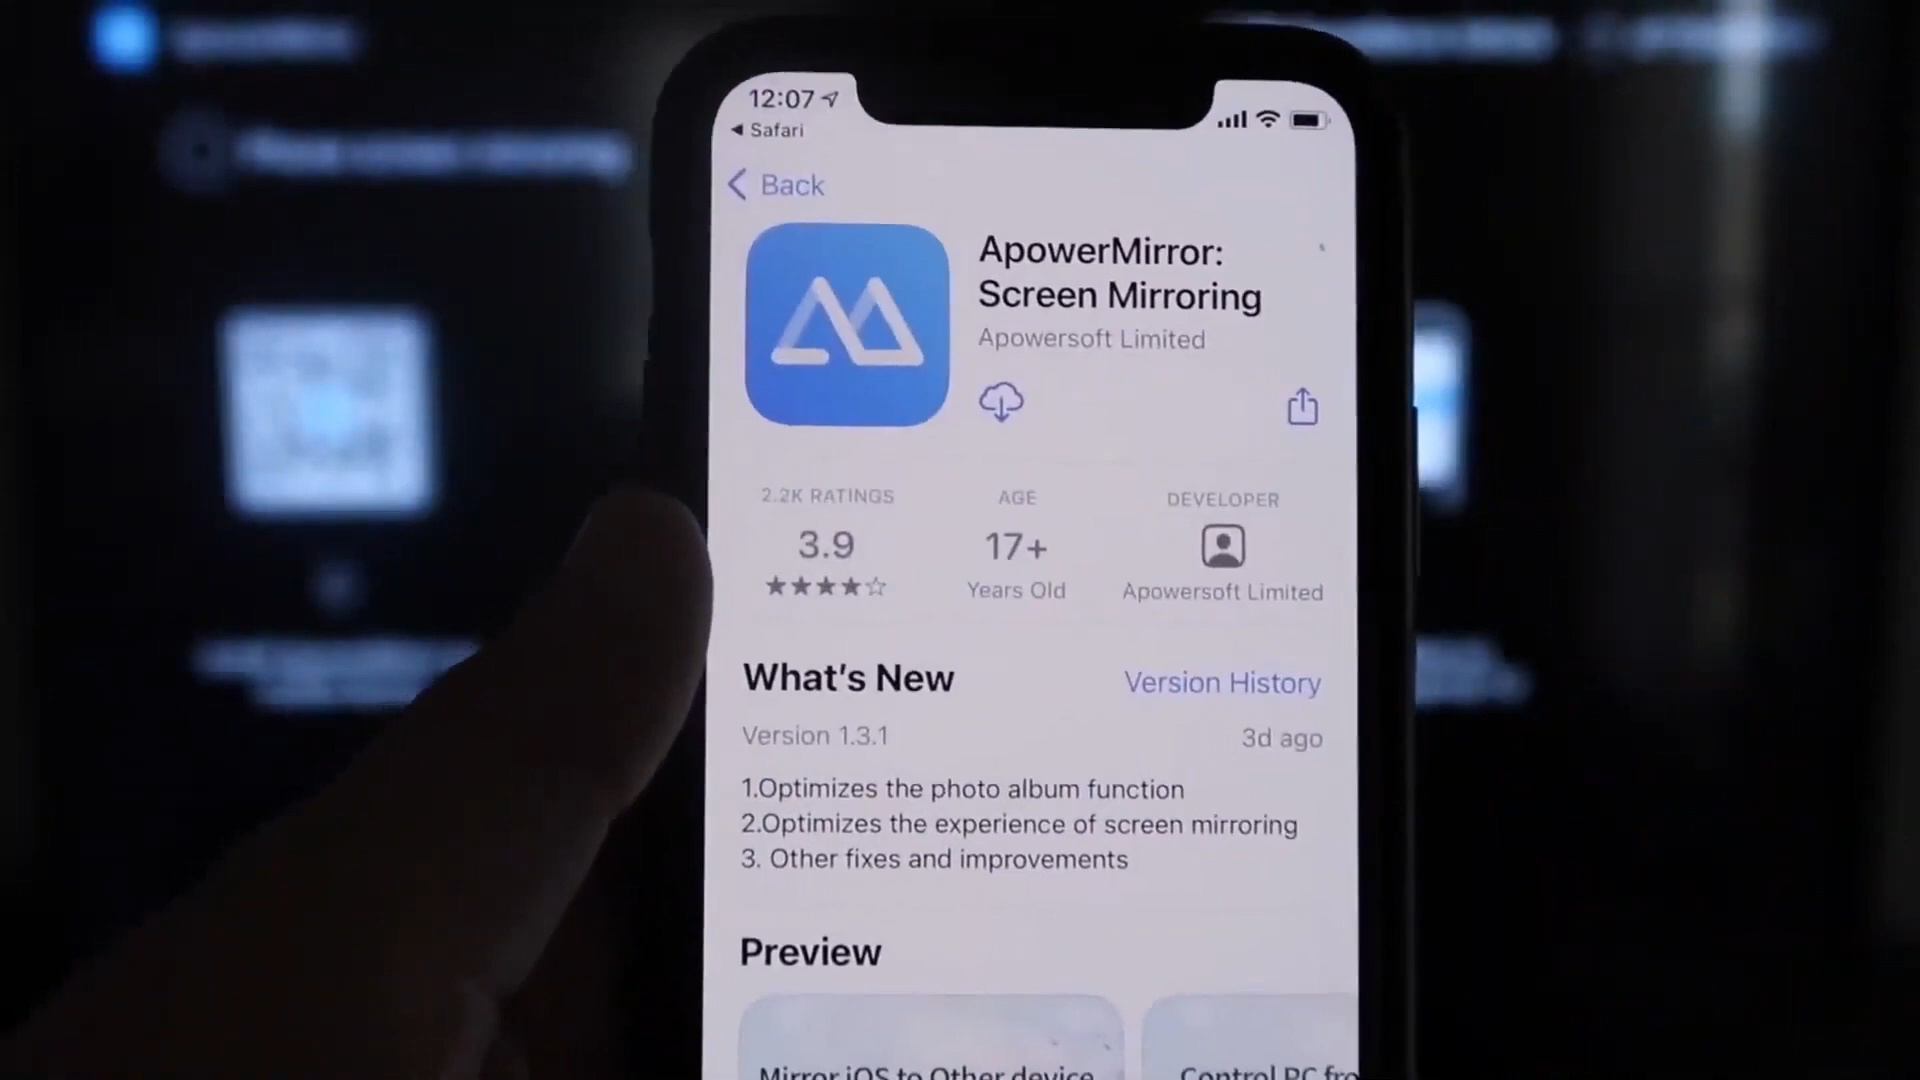 12:07
Safari
Back
ApowerMirror:
Screen Mirroring
Apowersoft Limited
2.2K RATINGS
AGE
DEVELOPER
3.9
17+
Years Old
Apowersoft Limited
What's New
Version History
Version 1.3.1
3d ago
1.Optimizes the photo album function
2.Optimizes the experience of screen mirroring
3. Other fixes and improvements
Preview
Mirror iOS to Other device
Control PC fro